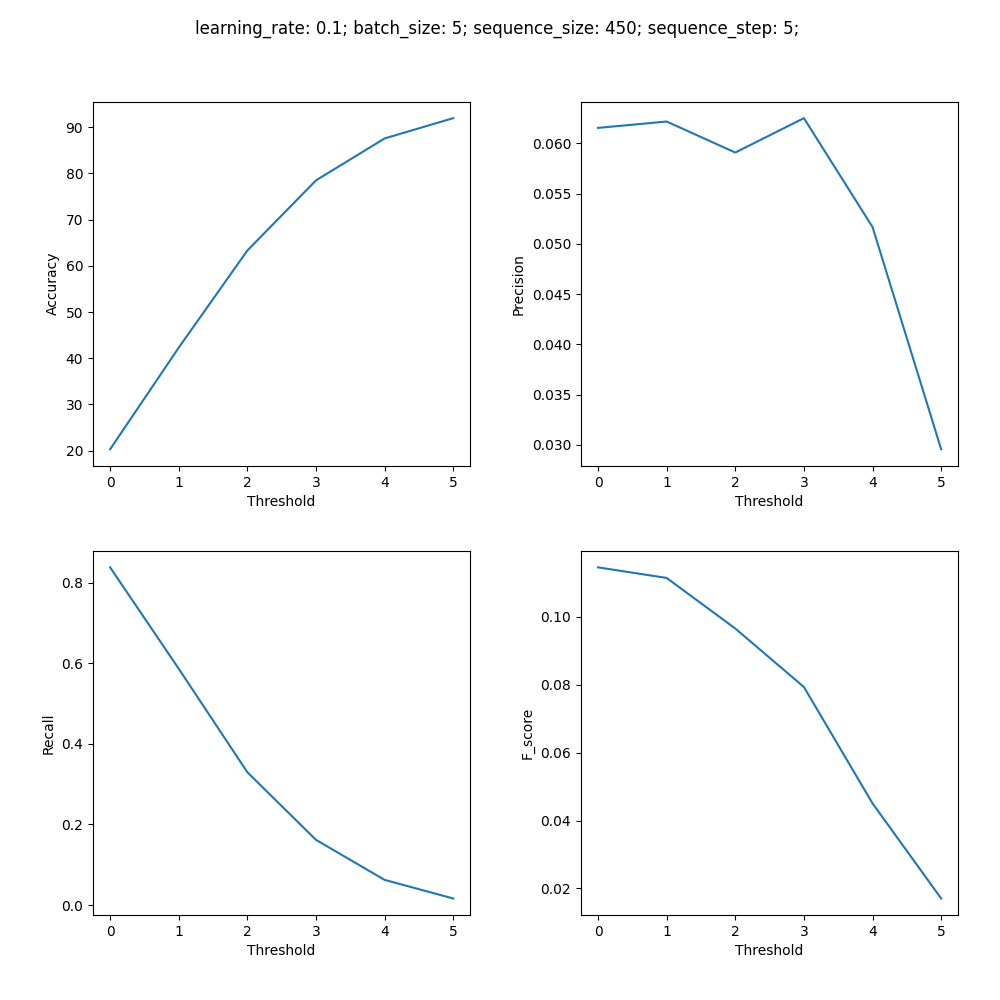 learning_rate: 0.1; batch_size: 5; sequence_size: 450; sequence_step: 5;
90
80
70
60
50
40
30
20
Accuracy
0 1 2 3 4 5
Threshold
0.060
0.055
0.050
0.045
0.040
0.035
0.030
Precision
0 1 2 3 4 5
Threshold
0.8
0.6
0.4
0.2
0.0
Recall
0 1 2 3 4 5
Threshold
0.10
0.08
0.06
0.04
0.02
F_score
0 1 2 3 4 5
Threshold